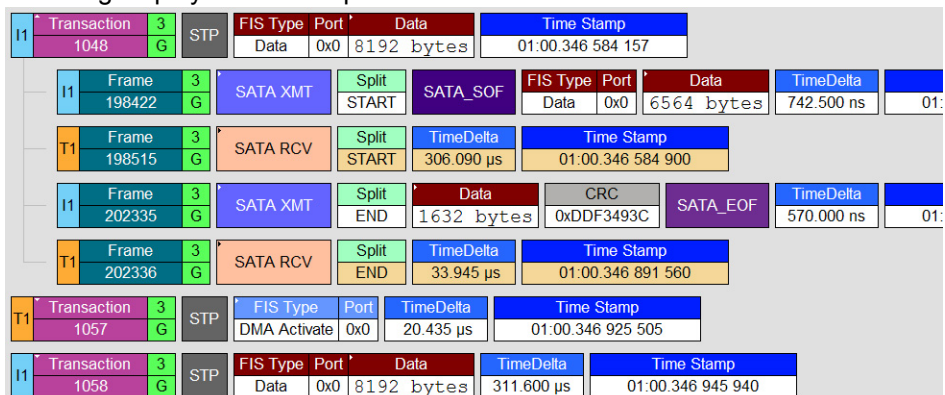 I1 Transaction 3 STP FIS Type Port Data Time Stamp
1048 G Data 0x0 8192 bytes 01:00.346 584 157
I1 Frame 3 SATA XMT Split SATA_SOF FIS Type Port Data TimeDelta
198422 G START Data 0x0 6564 bytes 742.500 ns 01:
T1 Frame 3 SATA RCV Split TimeDelta Time Stamp
198515 G START 306.090 µs 01:00.346 584 900
I1 Frame 3 SATA XMT Split Data CRC SATA_EOF TimeDelta
202335 G END 1632 bytes 0xDDF3493C 570.000 ns 01:
T1 Frame 3 SATA RCV Split TimeDelta Time Stamp
202336 G END 33.945 µs 01:00.346 891 560
T1 Transaction 3 STP FIS Type Port TimeDelta Time Stamp
1057 G DMA Activate 0x0 20.435 µs 01:00.346 925 505
I1 Transaction 3 STP FIS Type Port Data TimeDelta Time Stamp
1058 G Data 0x0 8192 bytes 311.600 µs 01:00.346 945 940